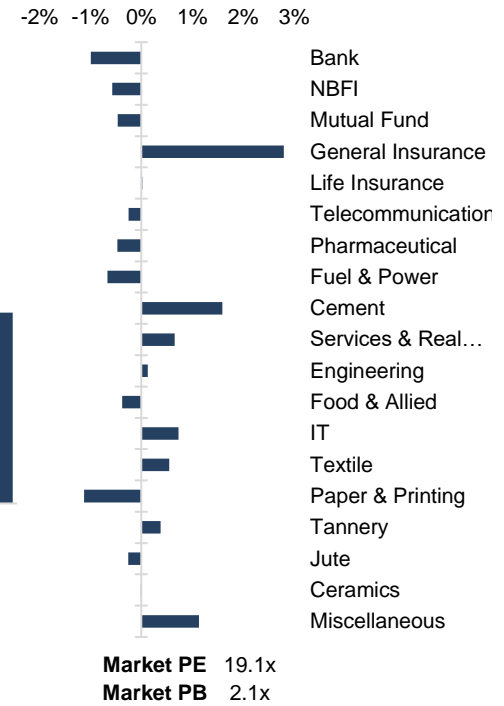 -2% -1% 0% 1% 2% 3%
Bank
NBFI
Mutual Fund
General Insurance
Life Insurance
Telecommunication
Pharmaceutical
Fuel & Power
Cement
Services & Real…
Engineering
Food & Allied
IT
Textile
Paper & Printing
Tannery
Jute
Ceramics
Miscellaneous
Market PE 19.1x
Market PB 2.1x